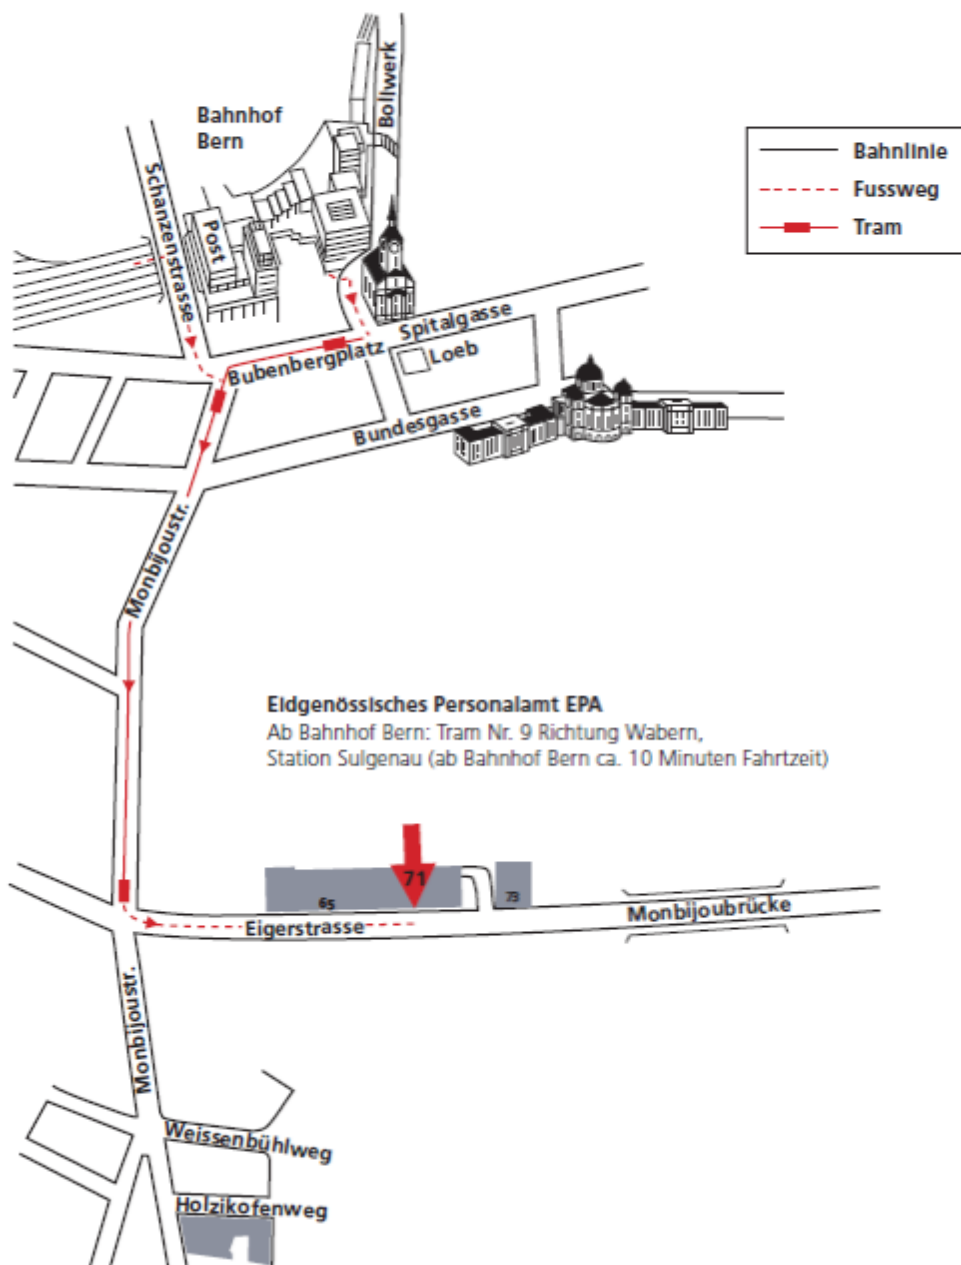 Bollwerk
Bahnhof
Bern
Bahnlinie
Fussweg
Tram
Schanzenstrasse
Post
Spitalgasse
Loeb
Bubenbergplatz
Bundesgasse
Monbijoustr.
Eidgenössisches Personalamt EPA
Ab Bahnhof Bern: Tram Nr. 9 Richtung Wabern,
Station Sulgenau (ab Bahnhof Bern ca. 10 Minuten Fahrtzeit)
71
65
73
Monbijoubrücke
Eigerstrasse
Monbijoustr.
Weissenbühlweg
Holzikofenweg